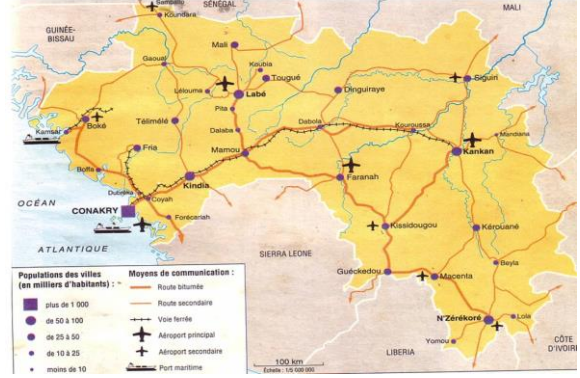 Sambailo
Koundara
SÉNÉGAL
MALI
GUINÉE-
BISSAU
Mali
Gaoual
Koubia
Tougué
Siguiri
Lélouma
Labé
Dinguiraye
Pita
Kamsar
Boké
Télimélé
Dabola
Kouroussa
Mandiana
Dalaba
Fria
Mamou
Kankan
Boffa
Kindia
Faranah
Dubréka
Coyah
OCÉAN
CONAKRY
Forécariah
Kissidougou
Kérouané
ATLANTIQUE
SIERRA LEONE
Beyla
Guéckedou
Macenta
N'Zérékoré
Lola
Yomou
LIBERIA
CÔTE
D'IVOIRE
Populations des villes
(en milliers d'habitants) :
plus de 1 000
de 50 à 100
de 25 à 50
de 10 à 25
moins de 10
Moyens de communication :
Route bitumée
Route secondaire
Voie ferrée
Aéroport principal
Aéroport secondaire
Port maritime
100 km
Échelle : 1/5 000 000